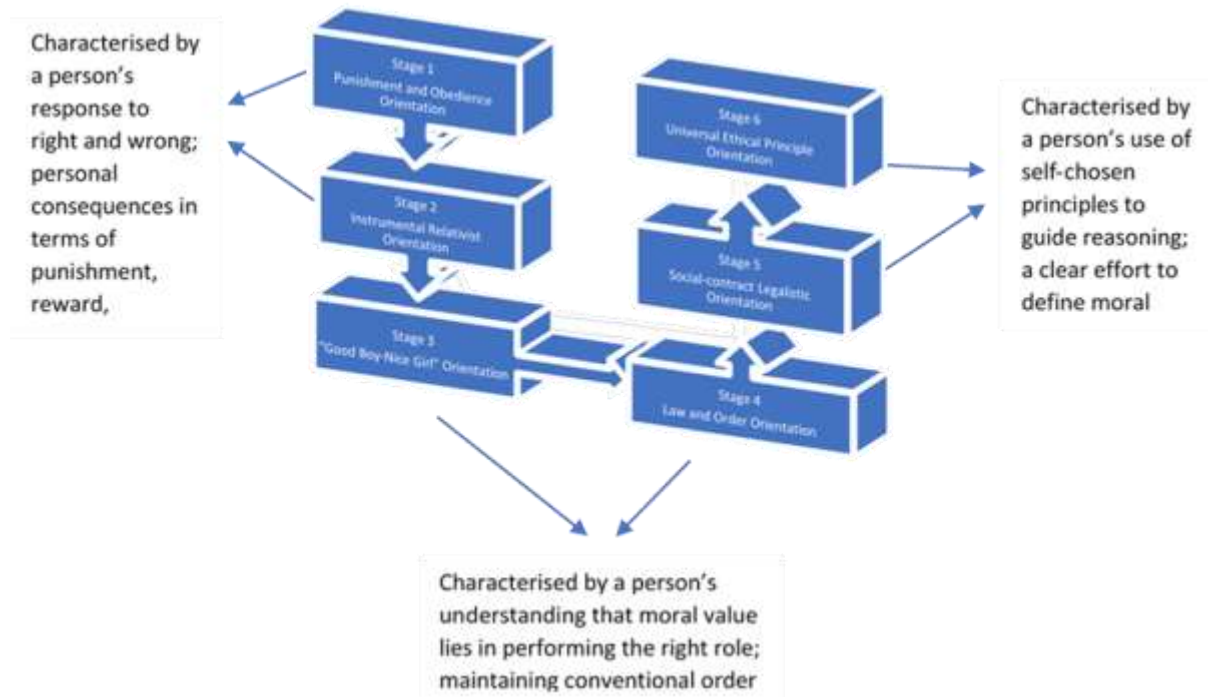 Characterised by
a person's
response to
right and wrong;
personal
consequences in
terms of
punishment,
reward,
Stage 1
Punishment and Obedience
Orientation
Stage 2
Instrumental Relativist
Orientation
Stage 3
"Good Boy-Nice Girl" Orientation
Stage 4
Law and Order Orientation
Stage 5
Social-contract Legalistic
Orientation
Stage 6
Universal Ethical Principle
Orientation
Characterised by
a person's use of
self-chosen
principles to
guide reasoning;
a clear effort to
define moral
Characterised by a person's
understanding that moral value
lies in performing the right role;
maintaining conventional order